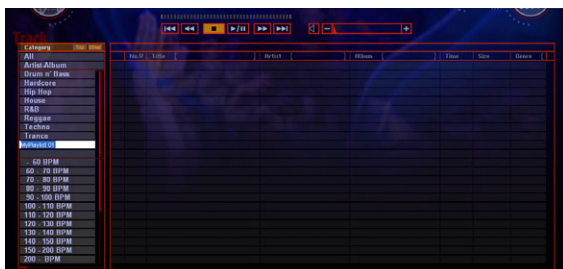 Track
Category
No.
Title
Artist
Album
Time
Size
Genre
All
Artist-Album
Drum n' Bass
Hardcore
Hip Hop
House
R&B
Reggae
Techno
Trance
MyPlaylist 01
- 60 BPM
60 - 70 BPM
70 - 80 BPM
80 - 90 BPM
90 - 100 BPM
100 - 110 BPM
110 - 120 BPM
120 - 130 BPM
130 - 140 BPM
140 - 150 BPM
150 - 200 BPM
200 - BPM